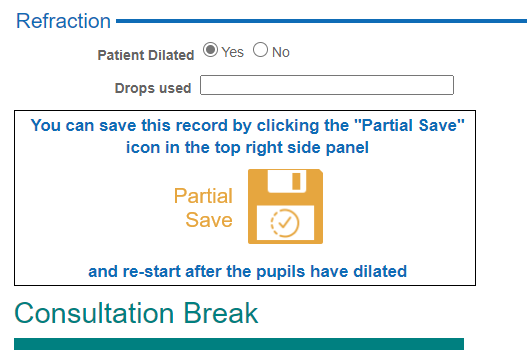 Refraction
Patient Dilated Yes No
Drops used
You can save this record by clicking the "Partial Save"
icon in the top right side panel
Partial
Save
and re-start after the pupils have dilated
Consultation Break